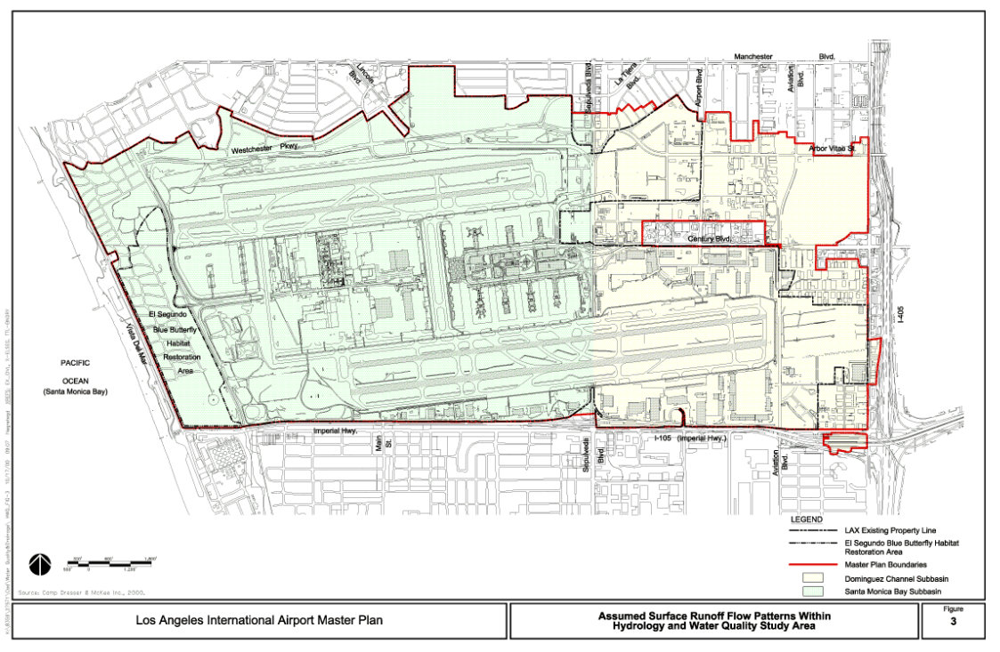 Manchester Blvd.
Lincoln
Blvd.
Sepulveda Blvd.
La Tijera
Blvd.
Airport Blvd.
Aviation
Blvd.
Westchester Pkwy.
Arbor Vitae St.
Century Blvd.
I-405
El Segundo
Blue Butterfly
Habitat
Restoration
Area
Vista Del Mar
PACIFIC
OCEAN
(Santa Monica Bay)
Imperial Hwy.
Main
St.
Sepulveda
Blvd.
I-105 (Imperial Hwy.)
Aviation
Blvd.
LEGEND
LAX Existing Property Line
El Segundo Blue Butterfly Habitat
Restoration Area
Master Plan Boundaries
Dominguez Channel Subbasin
Santa Monica Bay Subbasin
Source: Camp Dresser & McKee Inc., 2000.
Los Angeles International Airport Master Plan
Assumed Surface Runoff Flow Patterns Within
Hydrology and Water Quality Study Area
Figure
3